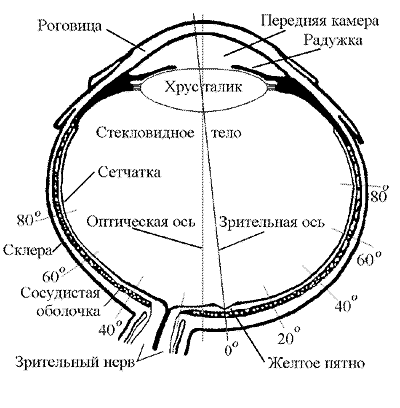 Роговица
Передняя камера
Радужка
Хрусталик
Стекловидное тело
Сетчатка
Оптическая ось
Зрительная ось
80°
80°
Склера
60°
60°
Сосудистая
оболочка
40°
40°
20°
0°
Зрительный нерв
Желтое пятно